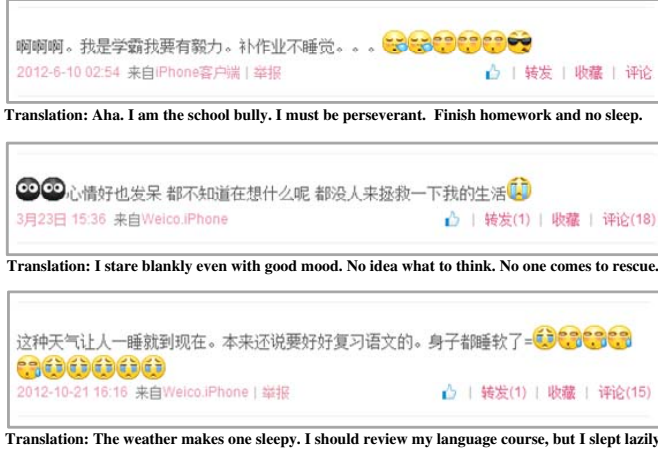 啊啊啊。我是学霸我要有毅力。补作业不睡觉。。。
2012-6-10 02:54 来自iPhone客户端 | 举报 | 转发 | 收藏 | 评论
Translation: Aha. I am the school bully. I must be perseverant. Finish homework and no sleep.
心情好也发呆 都不知道在想什么呢 都没人来拯救一下我的生活
3月23日 15:36 来自Weico.iPhone | 转发(1) | 收藏 | 评论(18)
Translation: I stare blankly even with good mood. No idea what to think. No one comes to rescue.
这种天气让人一睡就到现在。本来还说要好好复习语文的。身子都睡软了=
2012-10-21 16:16 来自Weico.iPhone | 举报 | 转发(1) | 收藏 | 评论(15)
Translation: The weather makes one sleepy. I should review my language course, but I slept lazily